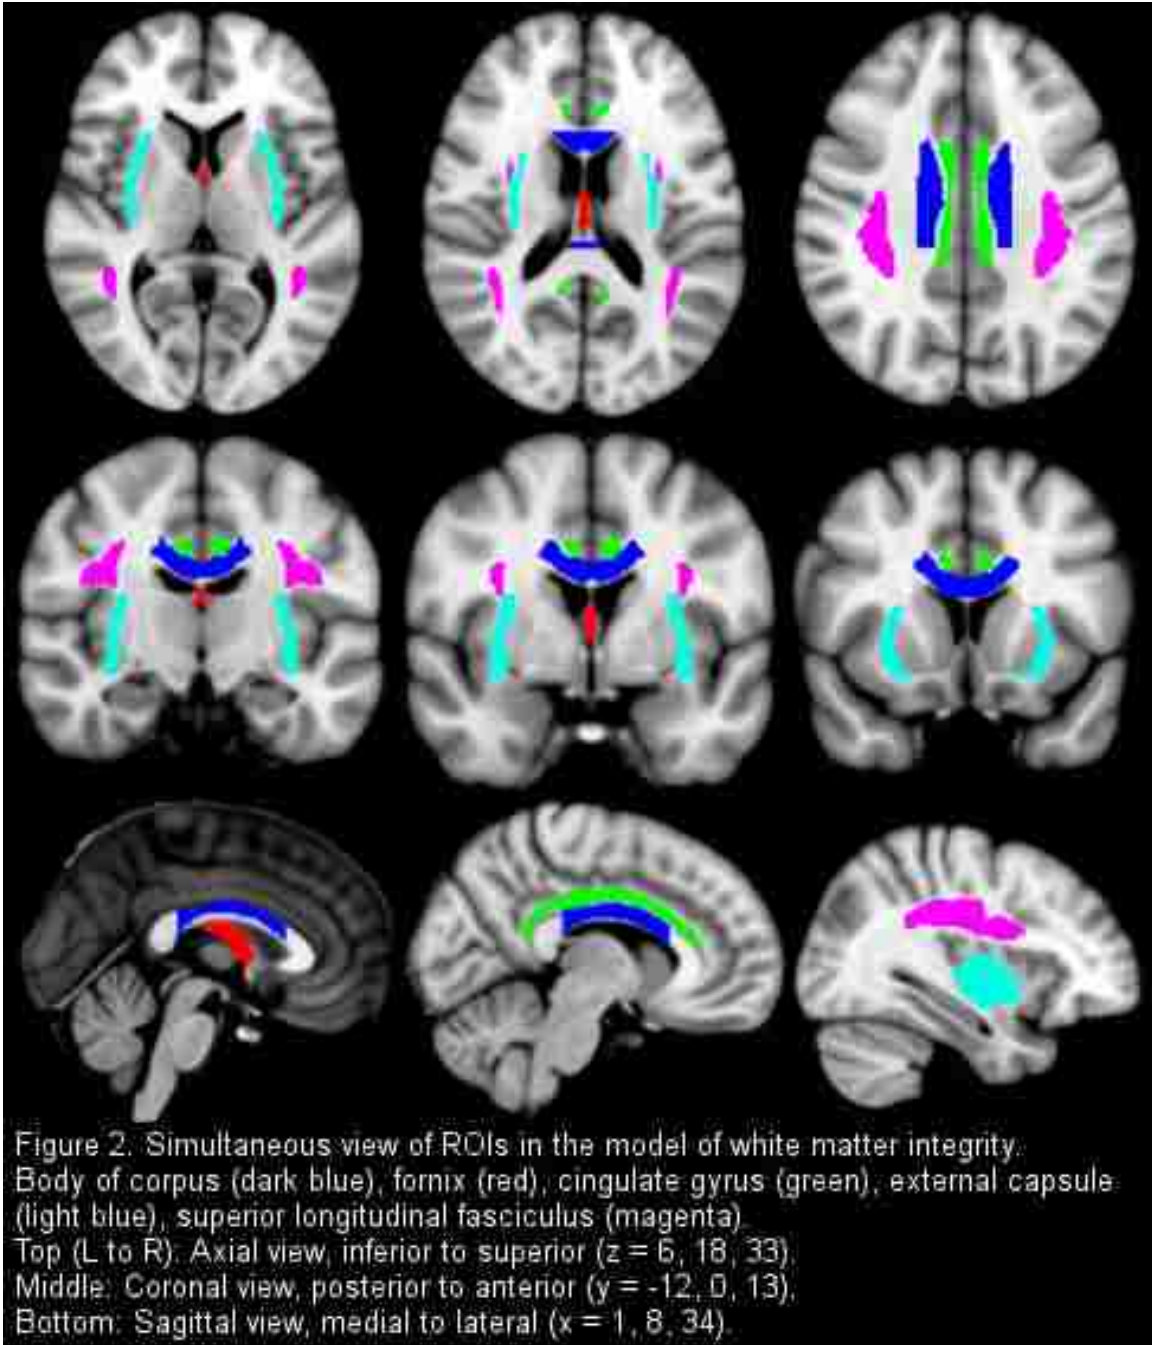 Figure 2. Simultaneous view of ROIs in the model of white matter integrity.
Body of corpus (dark blue), fornix (red), cingulate gyrus (green), external capsule
(light blue), superior longitudinal fasciculus (magenta)
Top (L to R): Axial view, inferior to superior (z = 6, 18, 33).
Middle: Coronal view, posterior to anterior (y = -12, 0, 13).
Bottom: Sagittal view, medial to lateral (x = 1, 8, 34).